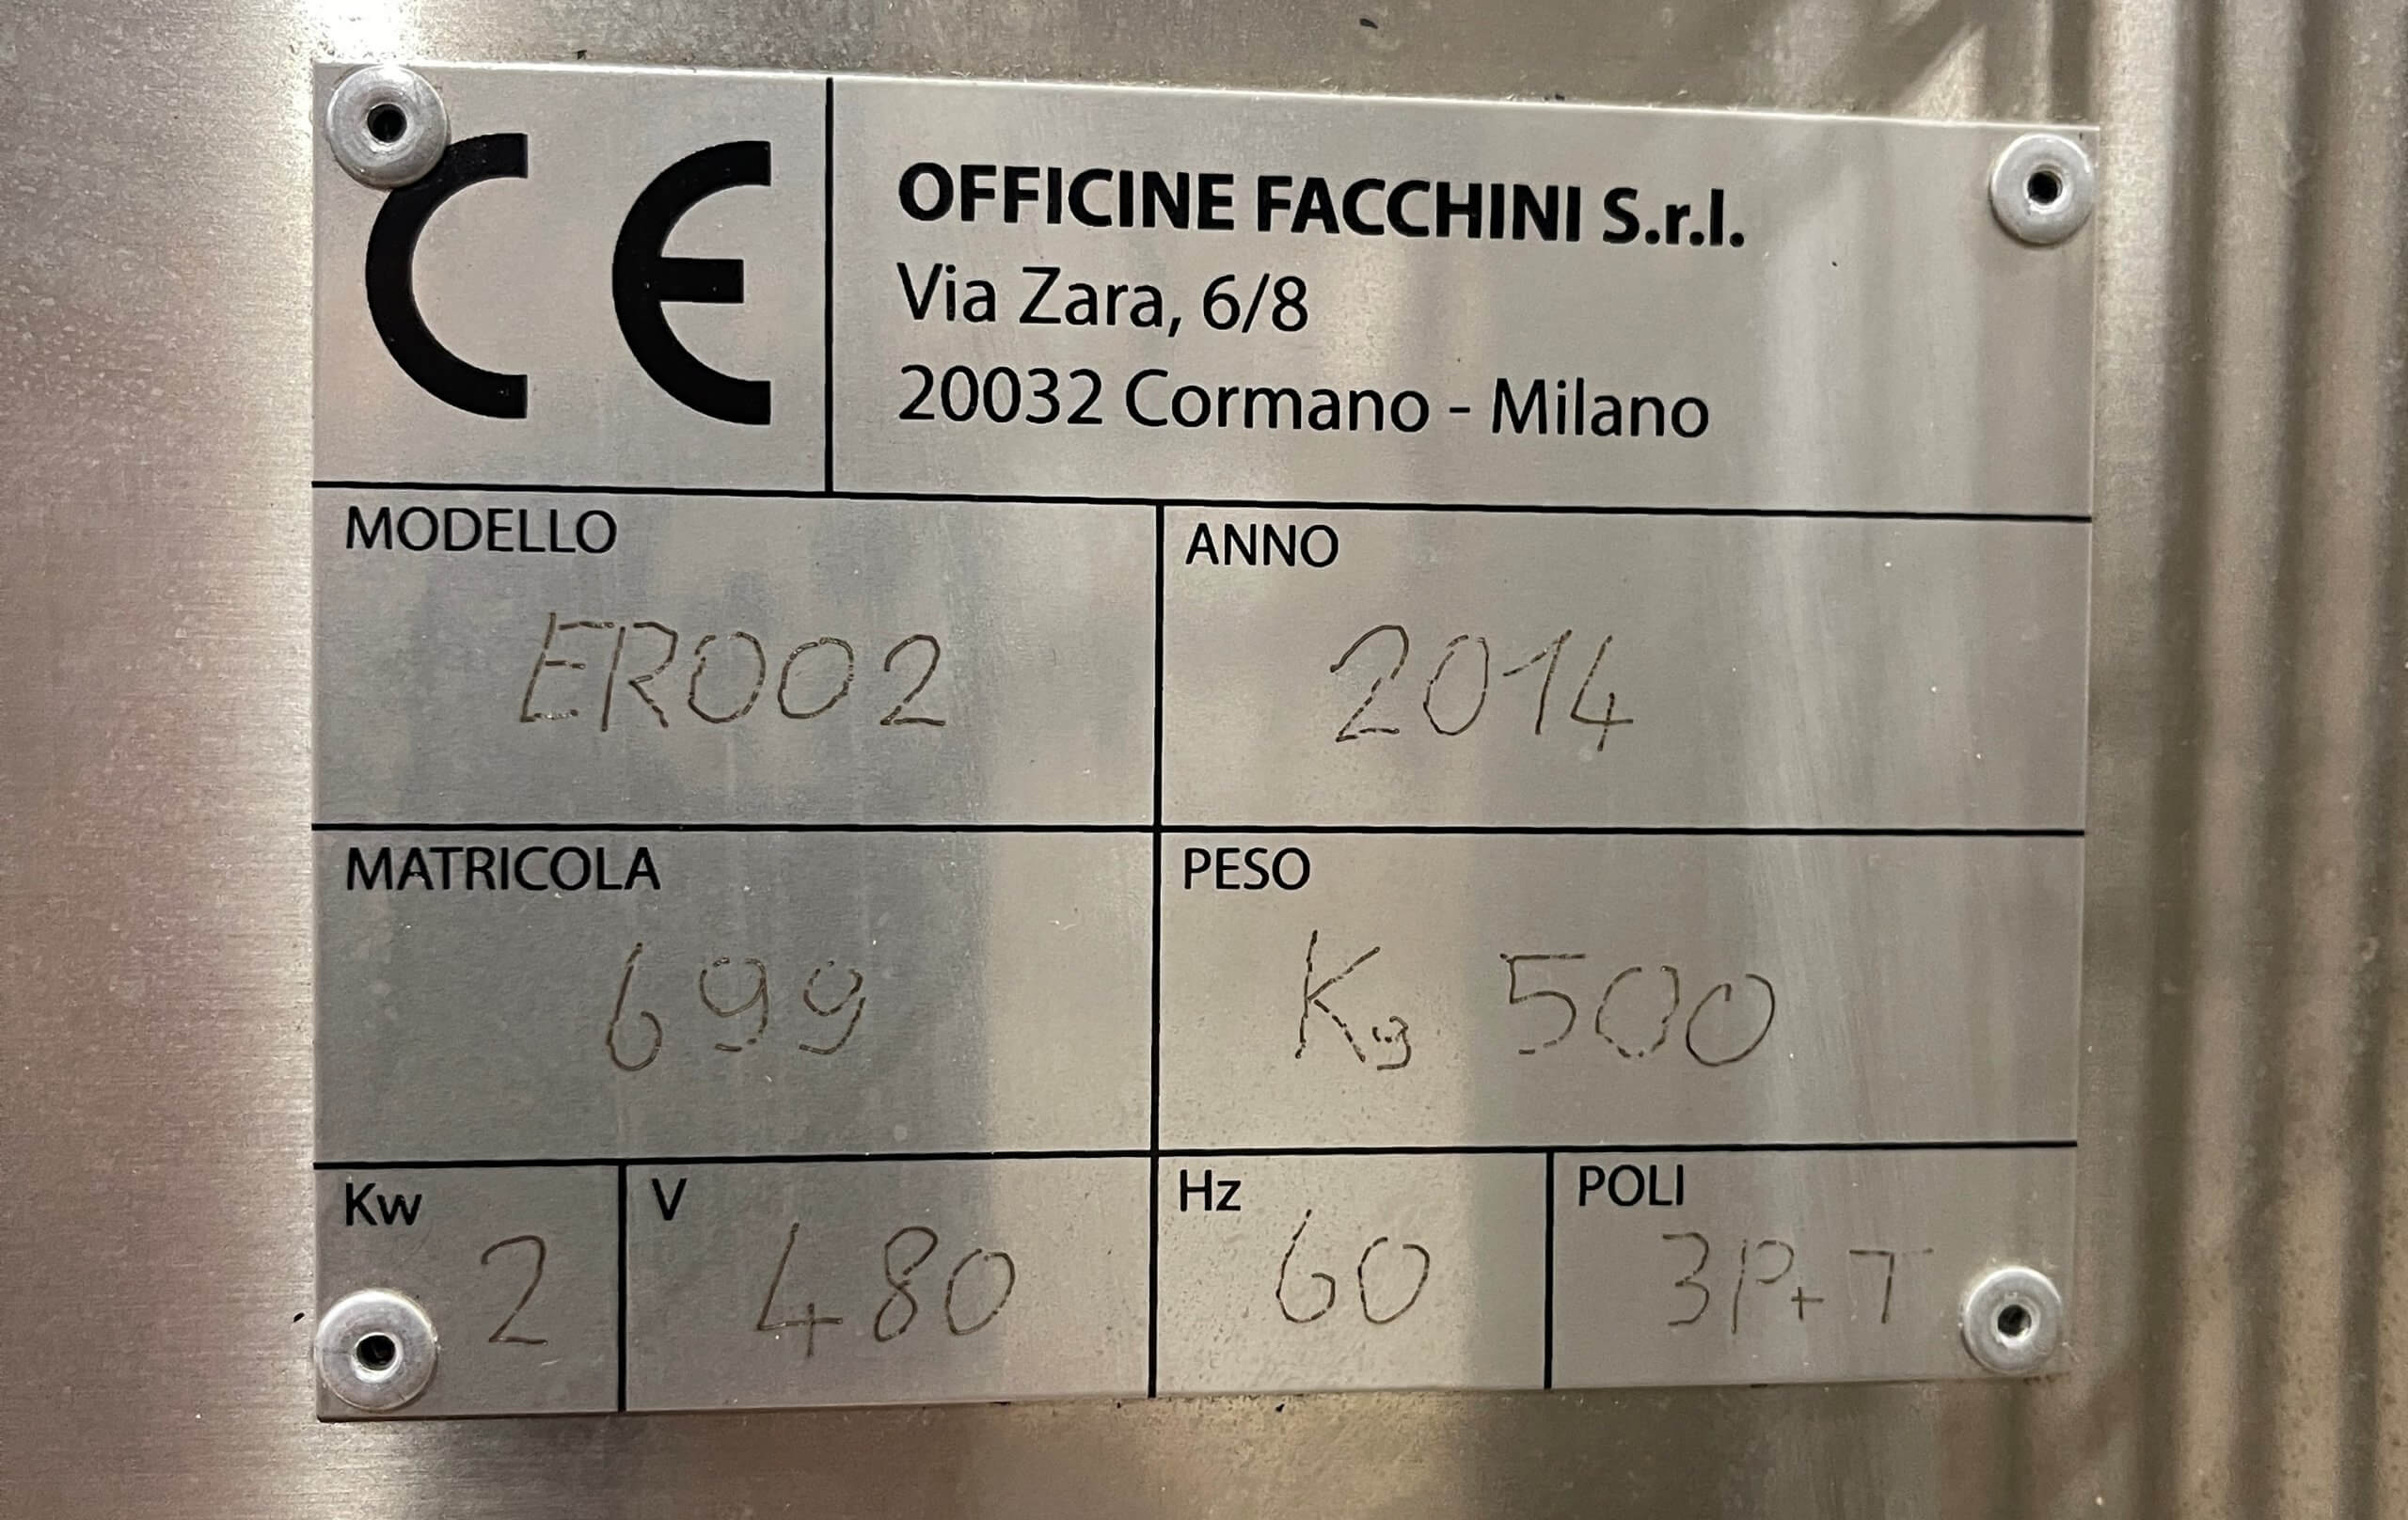 CE
OFFICINE FACCHINI S.r.l.
Via Zara, 6/8
20032 Cormano - Milano
MODELLO
ER002
ANNO
2014
MATRICOLA
699
PESO
Kg 500
Kw
2
V
480
Hz
60
POLI
3P+T